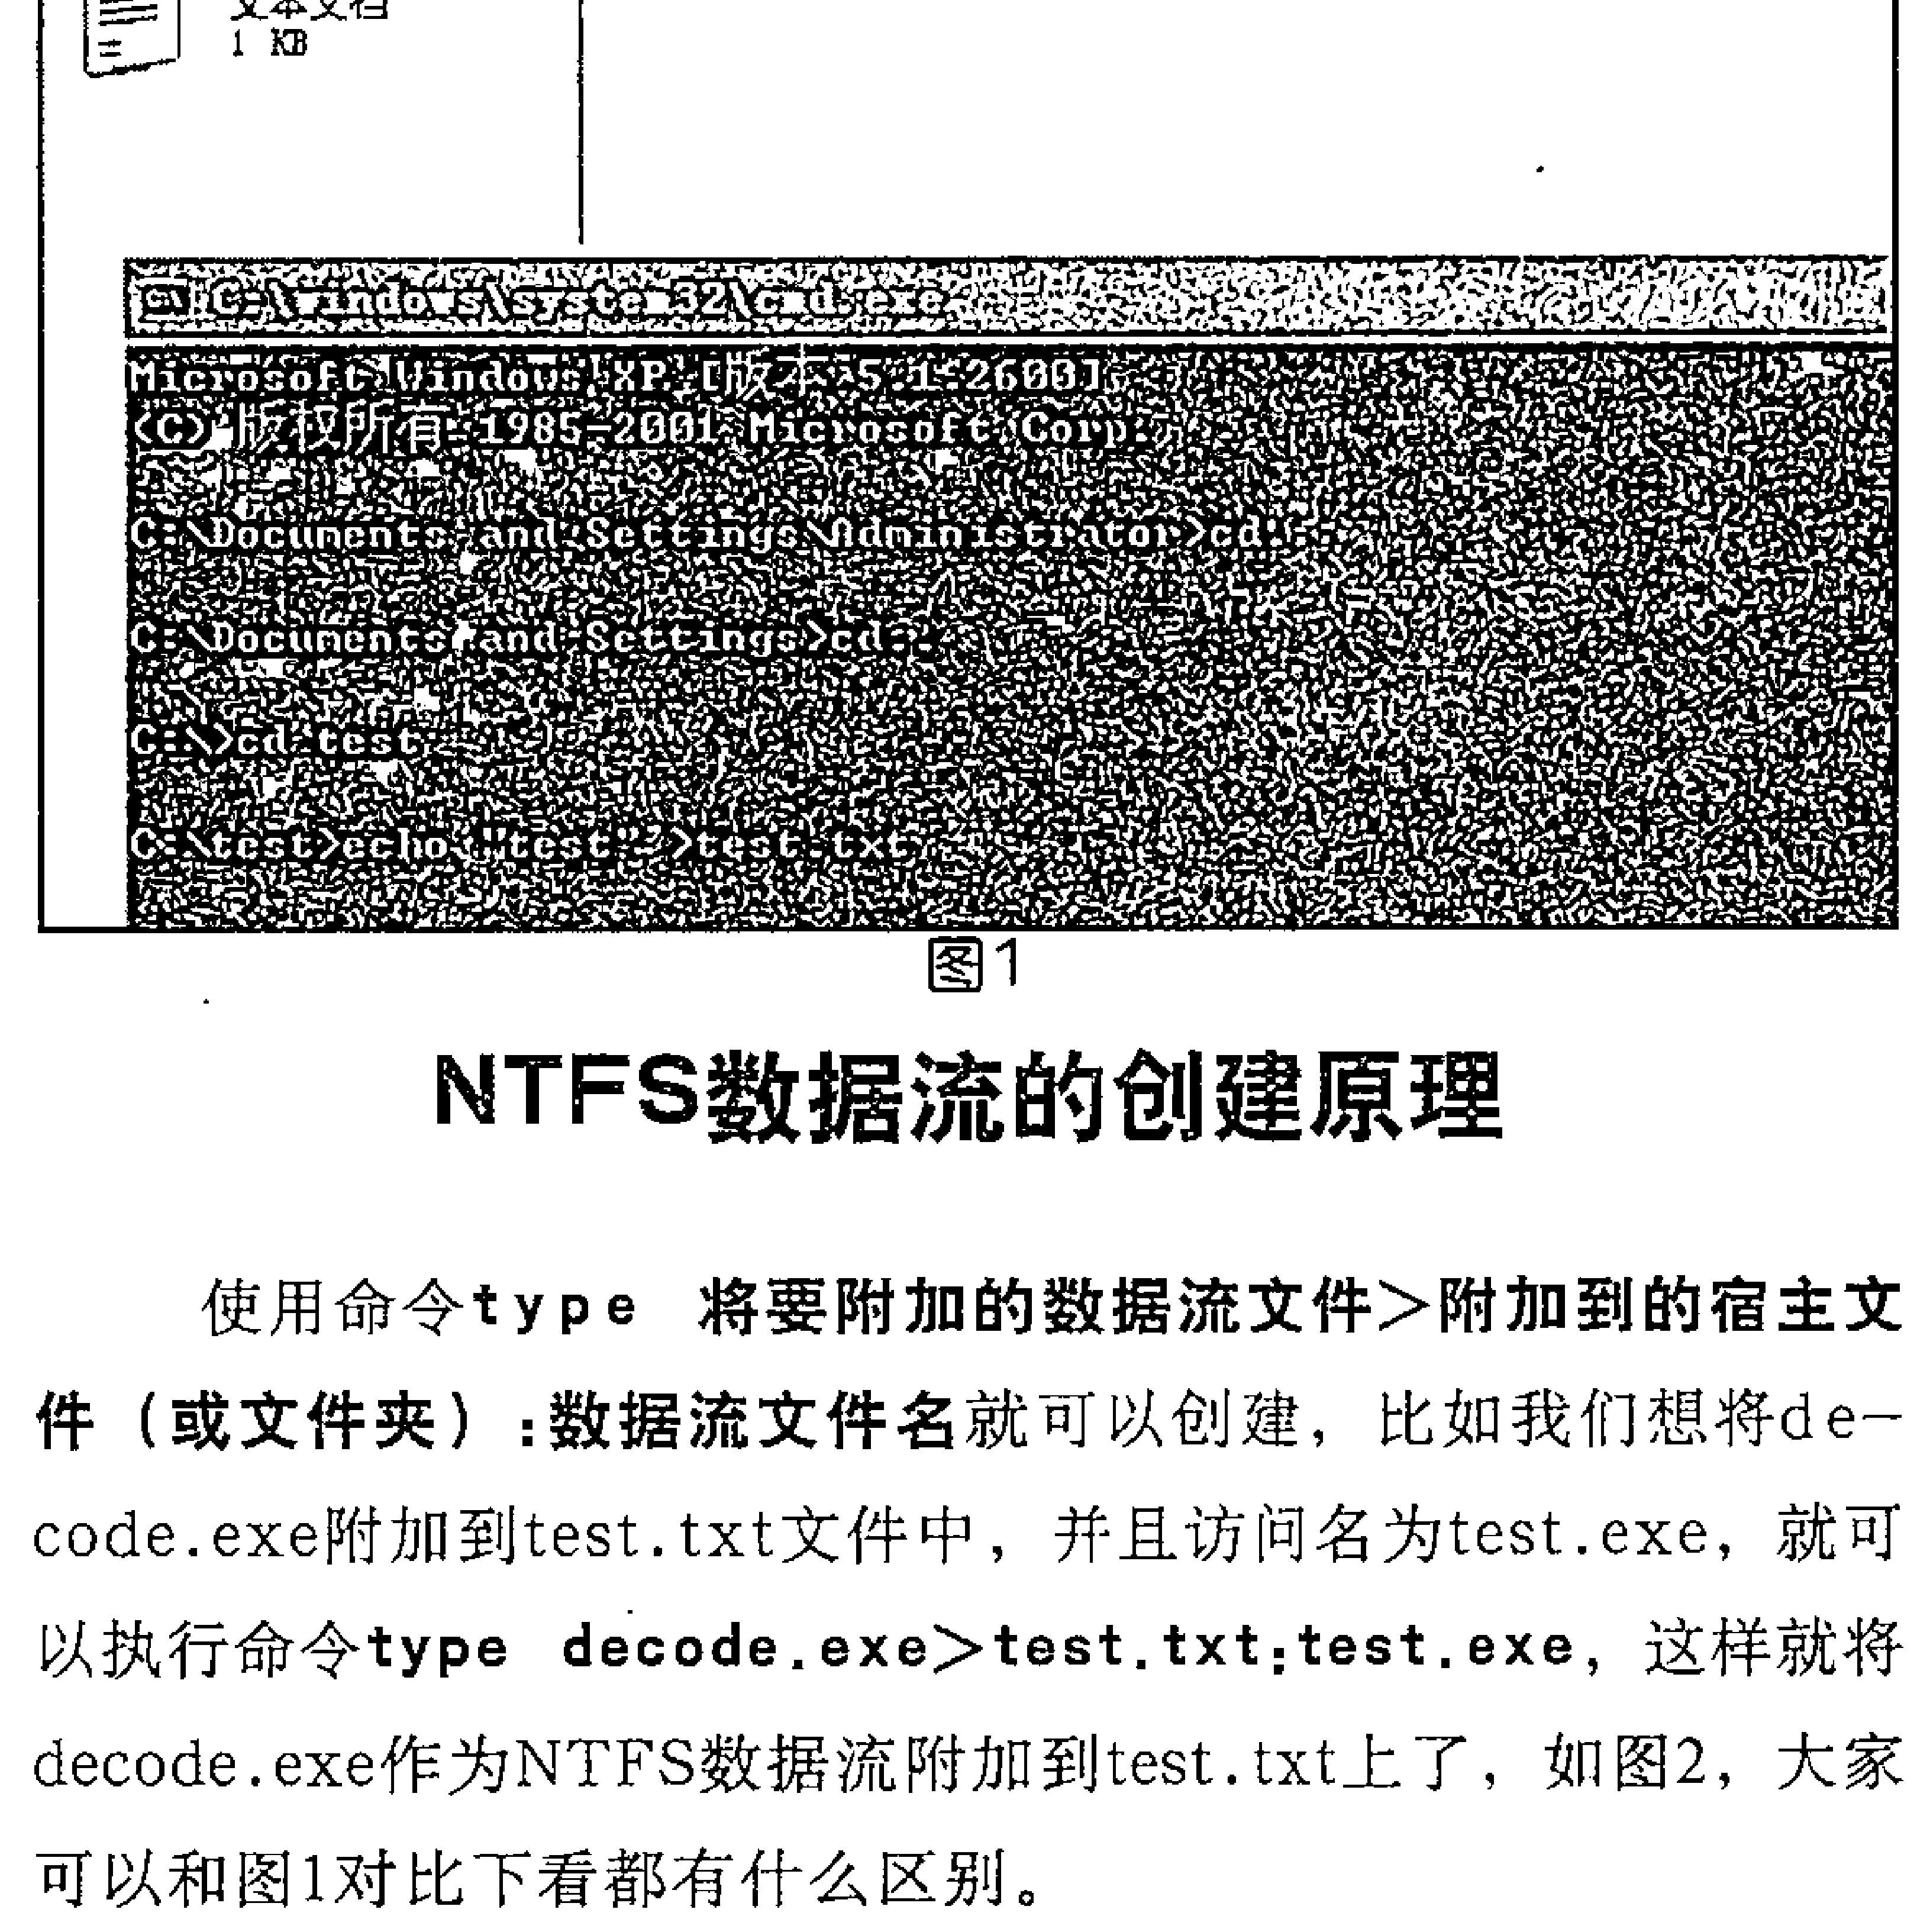 文本文档
1 KB
C:\windows\system32\cmd.exe
Microsoft Windows XP [版本 5.1.2600]
(C) 版权所有 1985-2001 Microsoft Corp.
C:\Documents and Settings\Administrator>cd
C:\Documents and Settings>cd..
C:\>cd test
C:\test>echo "test" >test.txt
图1
NTFS数据流的创建原理
使用命令type 将要附加的数据流文件>附加到的宿主文
件（或文件夹）:数据流文件名就可以创建，比如我们想将de-
code.exe附加到test.txt文件中，并且访问名为test.exe，就可
以执行命令type decode.exe>test.txt:test.exe，这样就将
decode.exe作为NTFS数据流附加到test.txt上了，如图2，大家
可以和图1对比下看都有什么区别。